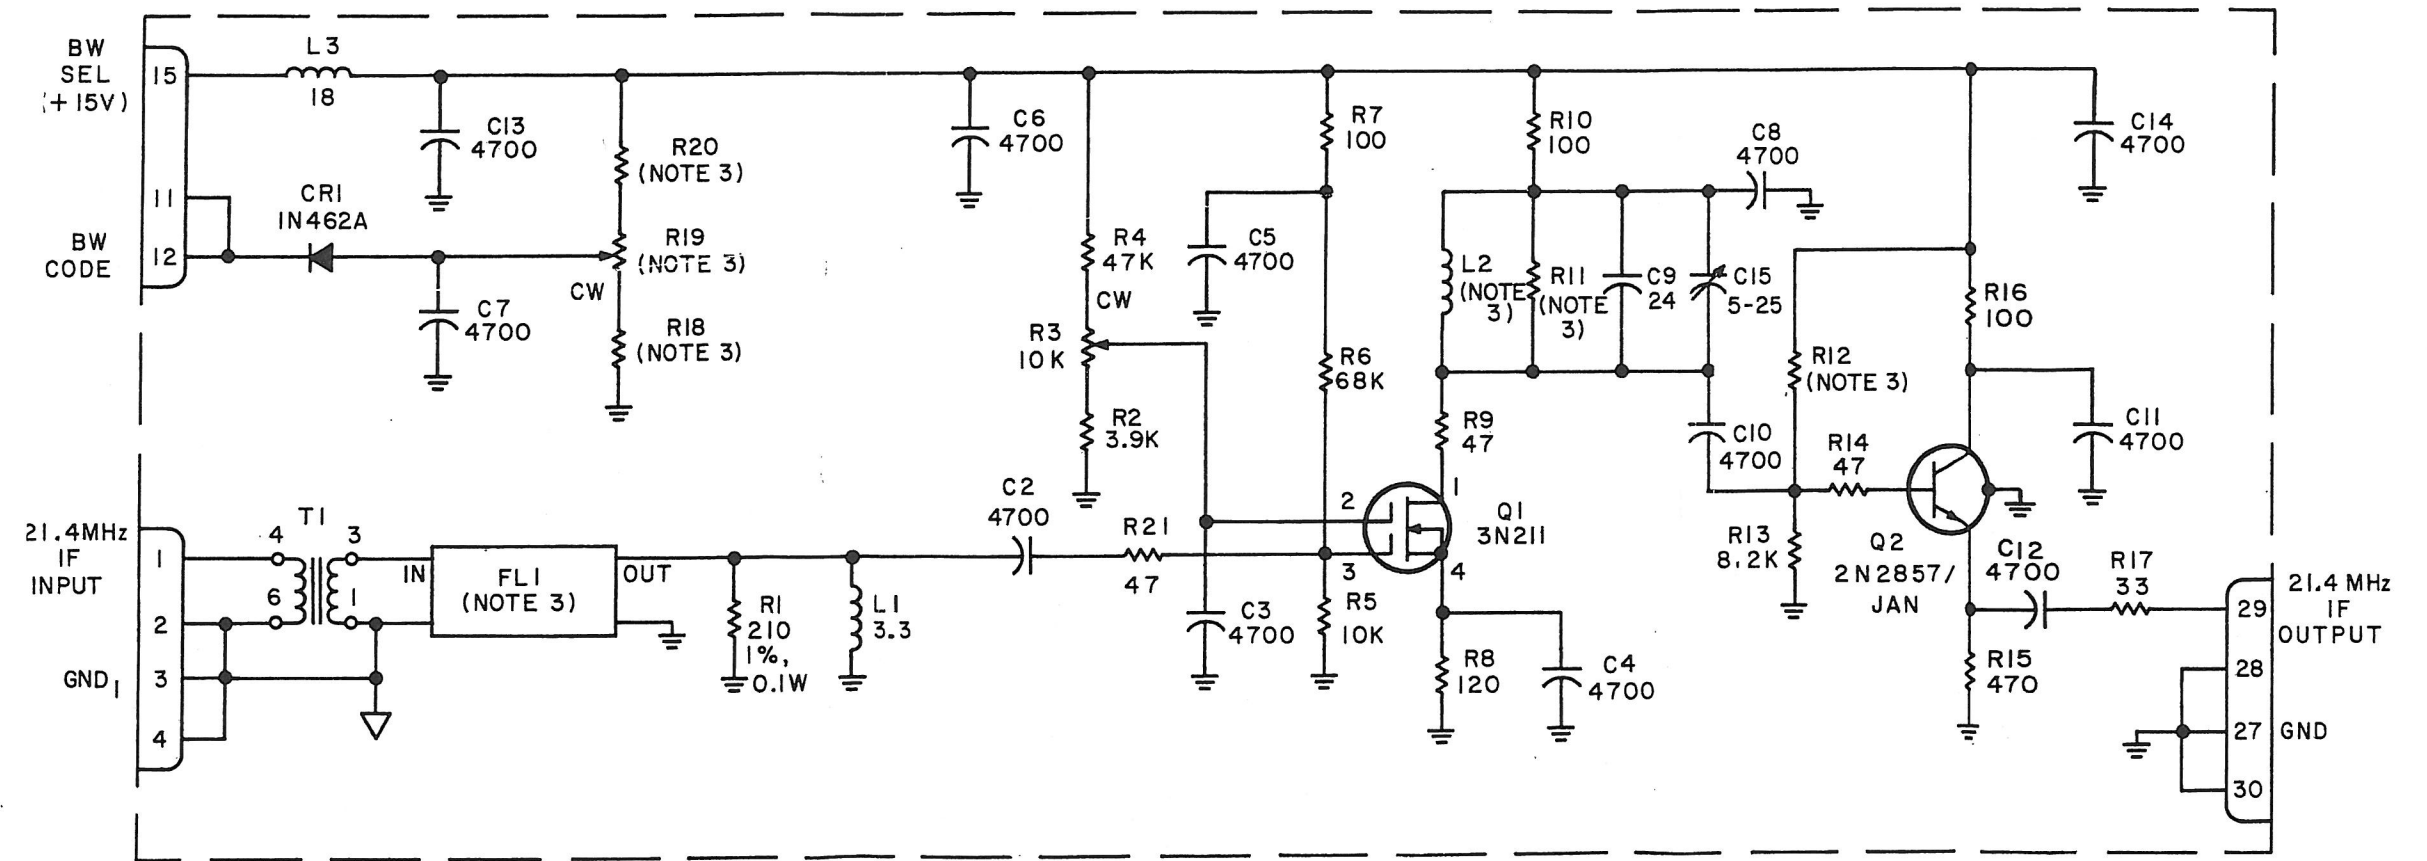 BW
SEL
(+15V)
15
L3
18
C13
4700
R20
(NOTE 3)
C6
4700
R7
100
R10
100
C8
4700
C14
4700
11
BW
CODE
12
CR1
1N462A
R19
(NOTE 3)
CW
C7
4700
R18
(NOTE 3)
R4
47K
CW
R3
10K
R2
3.9K
C5
4700
R6
68K
L2
(NOTE
3)
R11
(NOTE
3)
C9
24
C15
5-25
R16
100
R12
(NOTE 3)
R9
47
C10
4700
R14
47
C11
4700
21.4MHz
IF
INPUT
1
2
GND1
3
4
T1
4
3
6
1
IN
FL1
(NOTE 3)
OUT
R1
210
1%,
0.1W
L1
3.3
C2
4700
R21
47
2
3
1
4
Q1
3N211
C3
4700
R5
10K
R8
120
C4
4700
R13
8.2K
Q2
2N2857/
JAN
C12
4700
R17
33
R15
470
29
28
27
30
21.4 MHz
IF
OUTPUT
GND